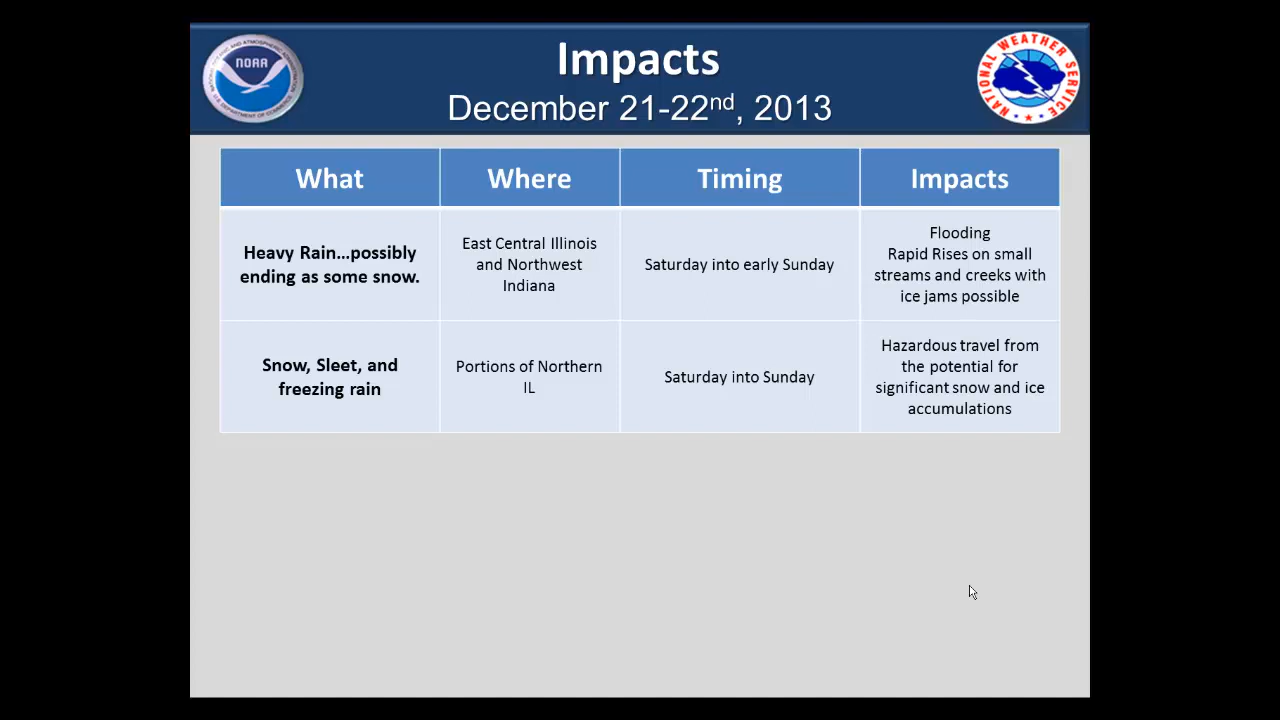 Impacts
December 21-22nd, 2013
NOAA
NATIONAL WEATHER SERVICE
What
Where
Timing
Impacts
Heavy Rain...possibly
ending as some snow.
East Central Illinois
and Northwest
Indiana
Saturday into early Sunday
Flooding
Rapid Rises on small
streams and creeks with
ice jams possible
Snow, Sleet, and
freezing rain
Portions of Northern
IL
Saturday into Sunday
Hazardous travel from
the potential for
significant snow and ice
accumulations